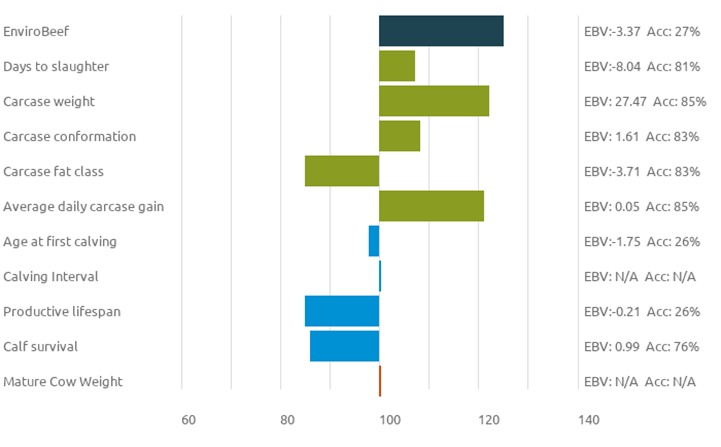 EnviroBeef EBV:-3.37 Acc: 27%
Days to slaughter EBV:-8.04 Acc: 81%
Carcase weight EBV: 27.47 Acc: 85%
Carcase conformation EBV: 1.61 Acc: 83%
Carcase fat class EBV:-3.71 Acc: 83%
Average daily carcase gain EBV: 0.05 Acc: 85%
Age at first calving EBV:-1.75 Acc: 26%
Calving Interval EBV: N/A Acc: N/A
Productive lifespan EBV:-0.21 Acc: 26%
Calf survival EBV: 0.99 Acc: 76%
Mature Cow Weight EBV: N/A Acc: N/A
60 80 100 120 140